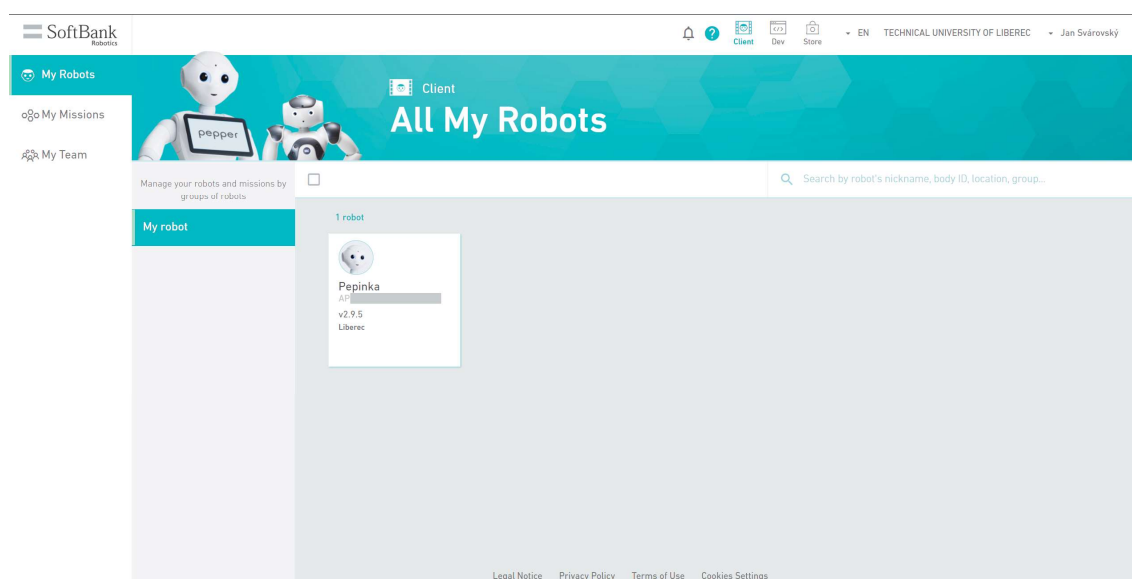 SoftBank
Robotics
Client
Dev
Store
EN
TECHNICAL UNIVERSITY OF LIBEREC
Jan Svárovský
My Robots
My Missions
My Team
pepper
Client
All My Robots
Manage your robots and missions by
groups of robots
My robot
Search by robot's nickname, body ID, location, group...
1 robot
Pepinka
AP
v2.9.5
Liberec
Legal Notice
Privacy Policy
Terms of Use
Cookies Settings